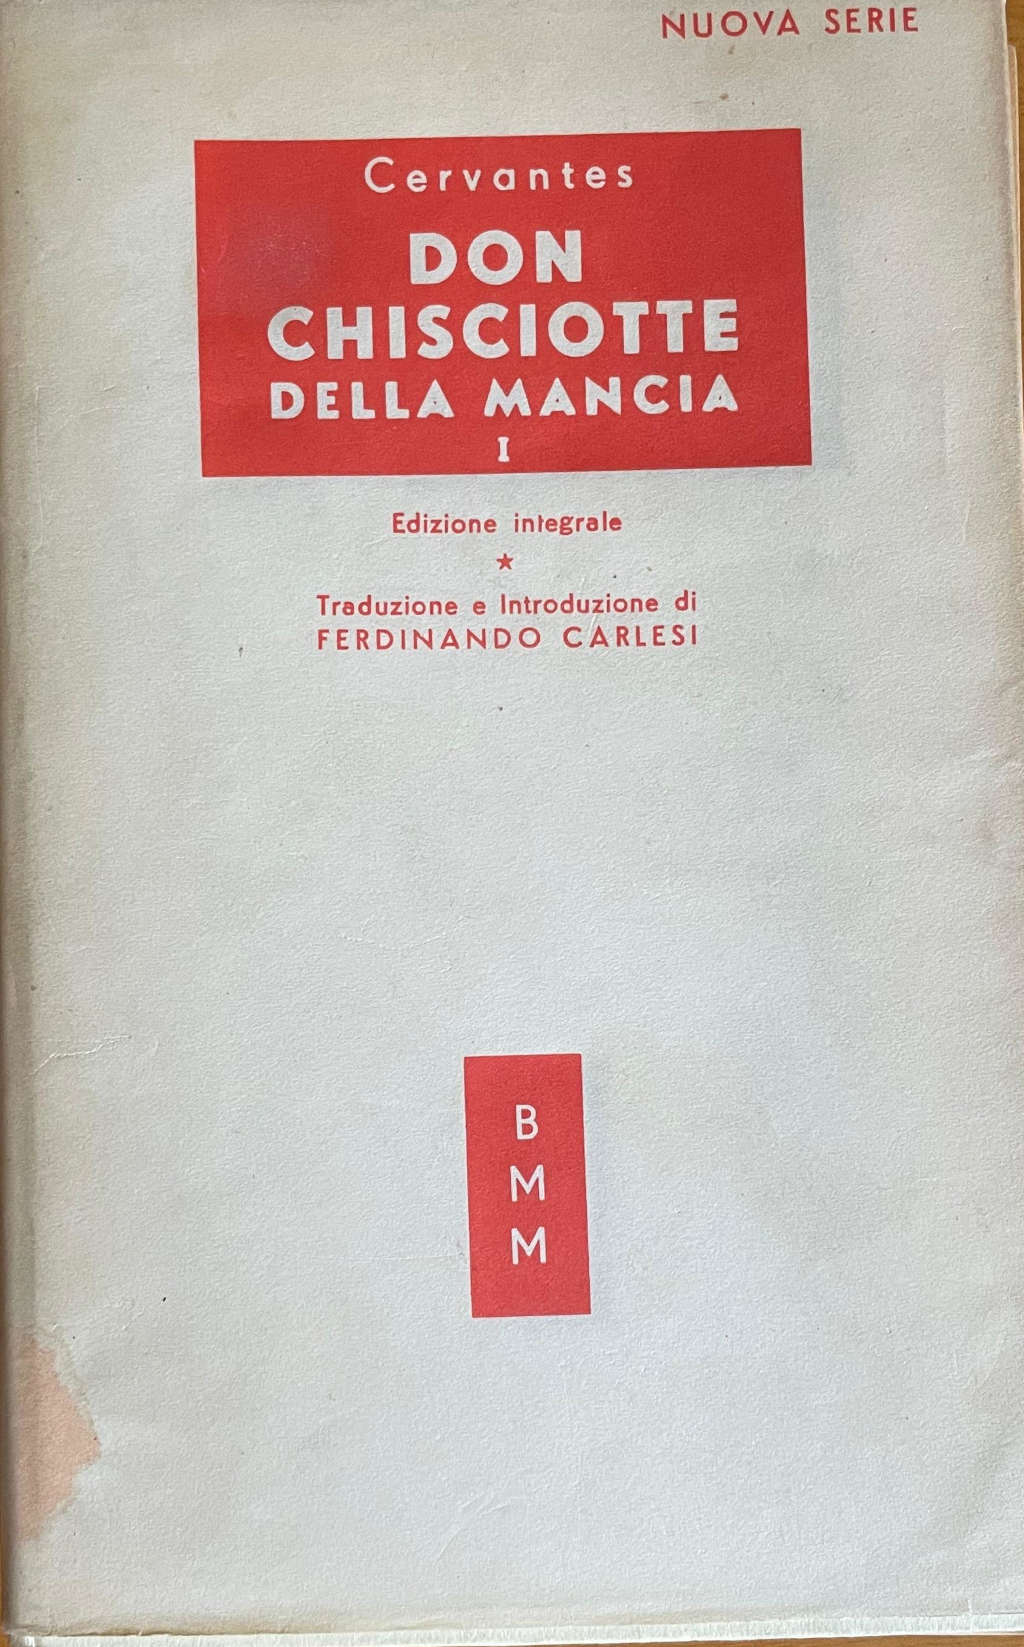 NUOVA SERIE
Cervantes
DON
CHISCIOTTE
DELLA MANCIA
I
Edizione integrale
★
Traduzione e Introduzione di
FERDINANDO CARLESI
B
M
M